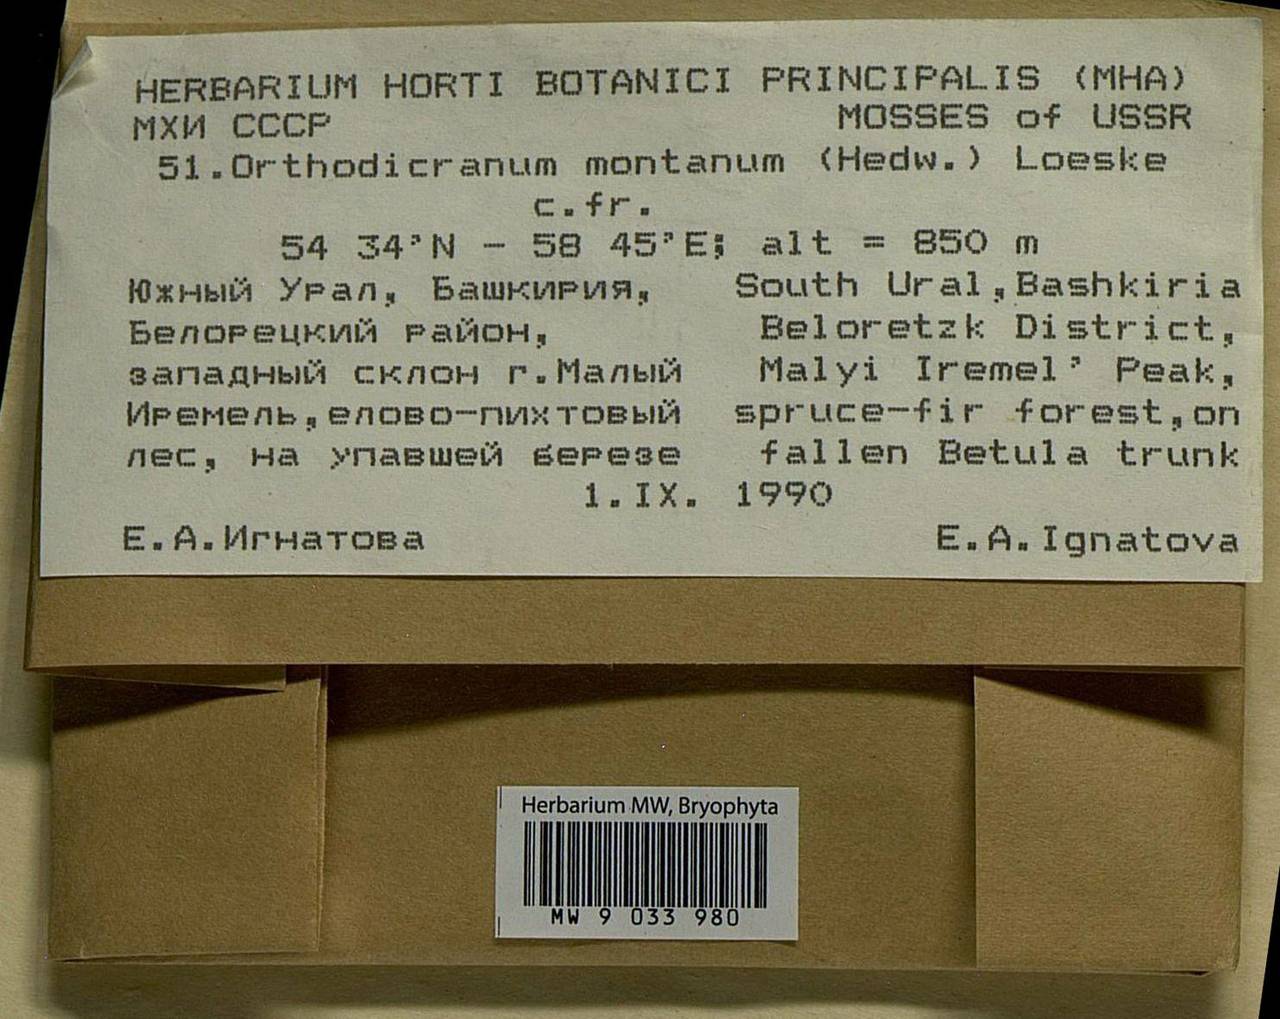 HERBARIUM HORTI BOTANICI PRINCIPALIS (MHA)
МХИ СССР MOSSES of USSR
51.Orthodicranum montanum (Hedw.) Loeske
c.fr.
54 34'N - 58 45'E; alt = 850 m
Южный Урал, Башкирия, South Ural,Bashkiria
Белорецкий район, Beloretzk District,
западный склон г.Малый Malyi Iremel' Peak,
Иремель,елово-пихтовый spruce-fir forest,on
лес, на упавшей березе fallen Betula trunk
1.IX. 1990
Е.А.Игнатова E.A.Ignatova
Herbarium MW, Bryophyta
MW 9 033 980